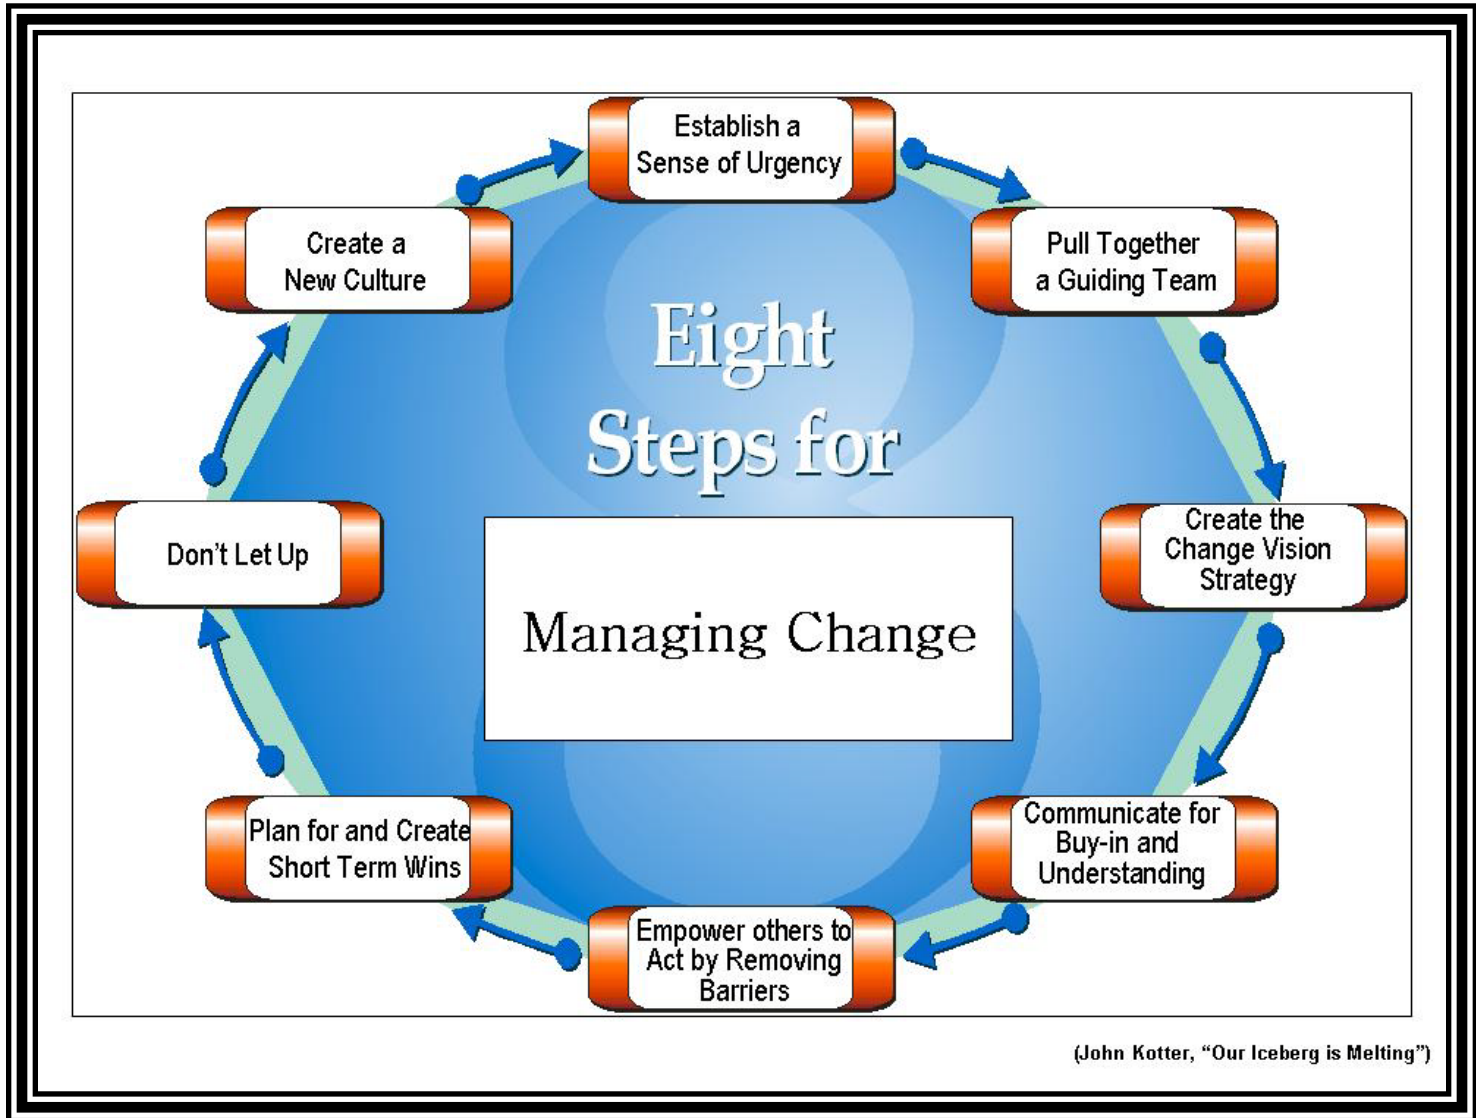 Establish a
Sense of Urgency
Pull Together
a Guiding Team
Create the
Change Vision
Strategy
Communicate for
Buy-in and
Understanding
Empower others to
Act by Removing
Barriers
Plan for and Create
Short Term Wins
Don't Let Up
Create a
New Culture
Eight
Steps for
Managing Change
(John Kotter, “Our Iceberg is Melting”)